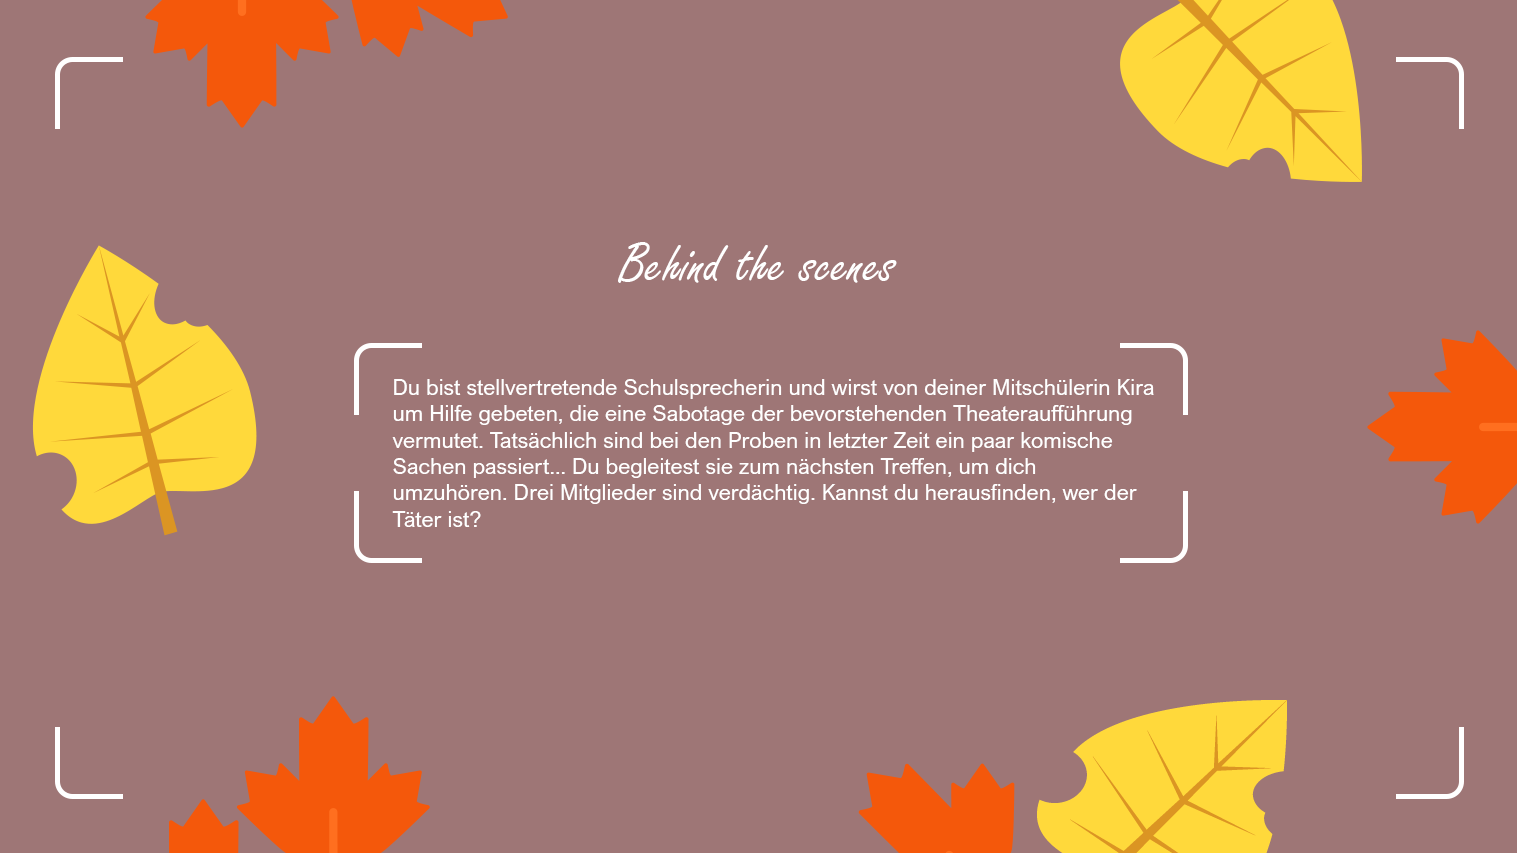 Behind the scenes
Du bist stellvertretende Schulsprecherin und wirst von deiner Mitschülerin Kira
um Hilfe gebeten, die eine Sabotage der bevorstehenden Theateraufführung
vermutet. Tatsächlich sind bei den Proben in letzter Zeit ein paar komische
Sachen passiert... Du begleitest sie zum nächsten Treffen, um dich
umzuhören. Drei Mitglieder sind verdächtig. Kannst du herausfinden, wer der
Täter ist?